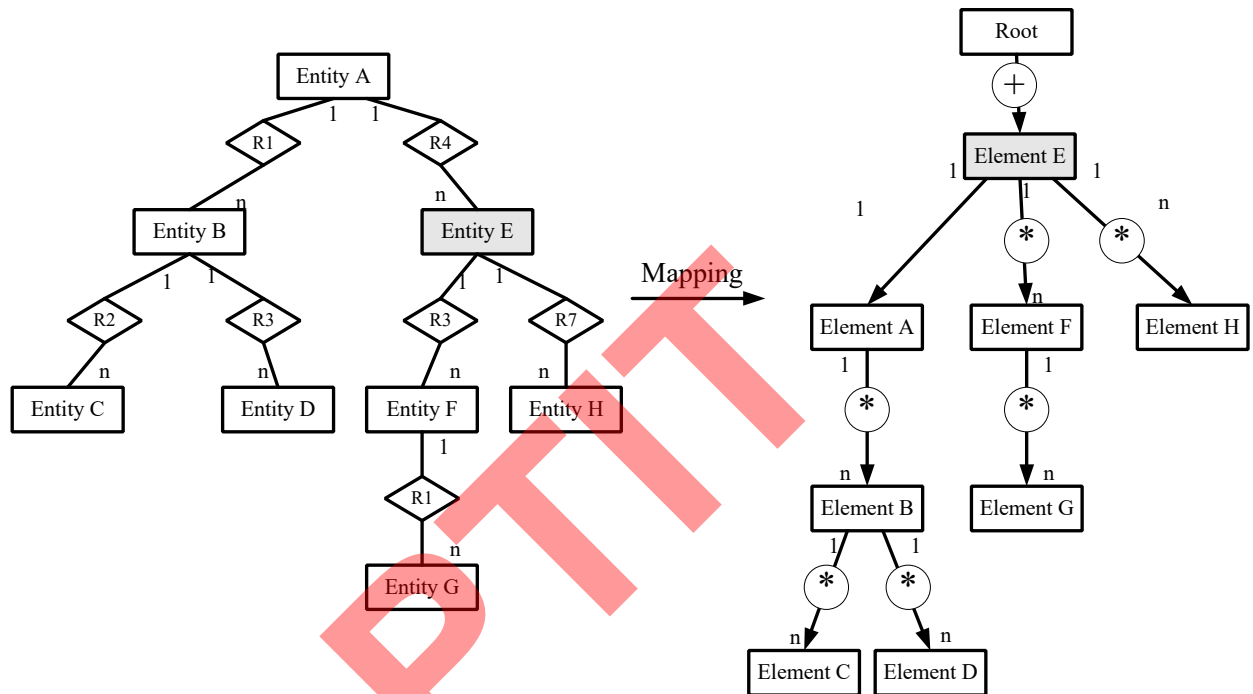 Root
Entity A
+
1 1
R1
R4
Element E
n
n
1 1 1
1
n
Entity B
Entity E
*
*
1 1
1 1
Mapping
R2
R3
R3
R7
n
Element A
Element F
Element H
n
n
n
n
1
1
Entity C
Entity D
Entity F
Entity H
*
*
1
n
n
R1
Element B
Element G
n
1
1
Entity G
*
*
n
n
Element C
Element D
PTIT